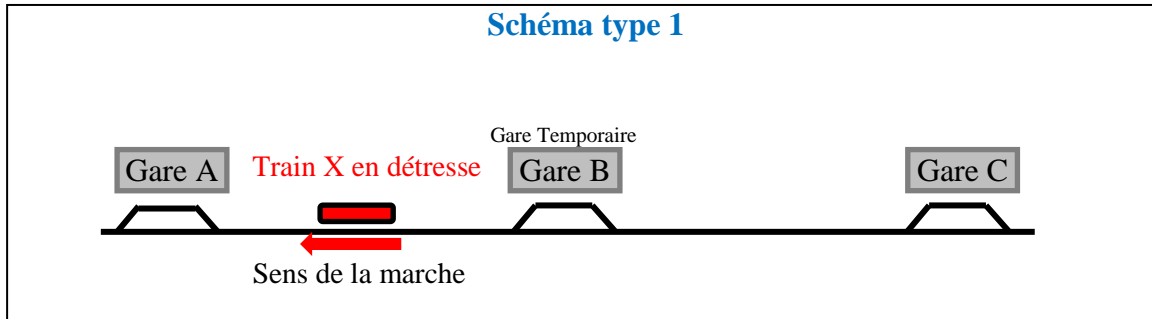 Schéma type 1
Gare Temporaire
Gare A
Train X en détresse
Gare B
Gare C
Sens de la marche